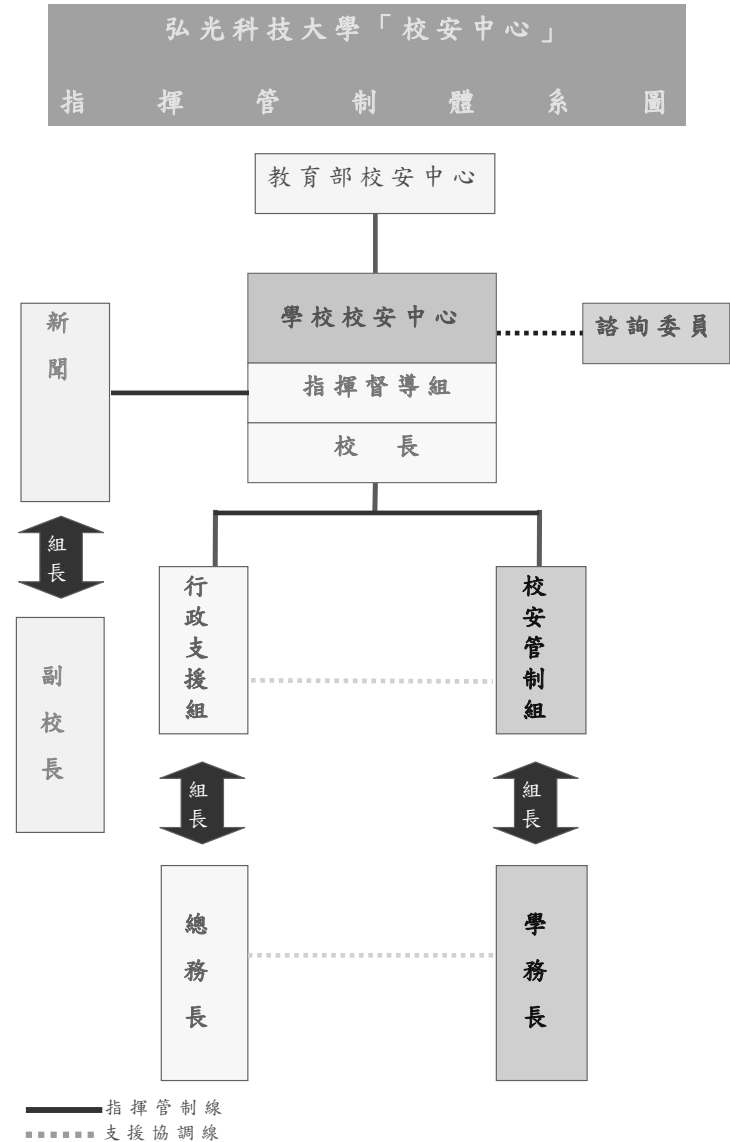 弘光科技大學「校安中心」
指揮管制體系圖
教育部校安中心
學校校安中心
諮詢委員
指揮督導組
校 長
新聞
組長
副校長
行政支援組
校安管制組
組長
組長
總務長
學務長
指揮管制線
支援協調線